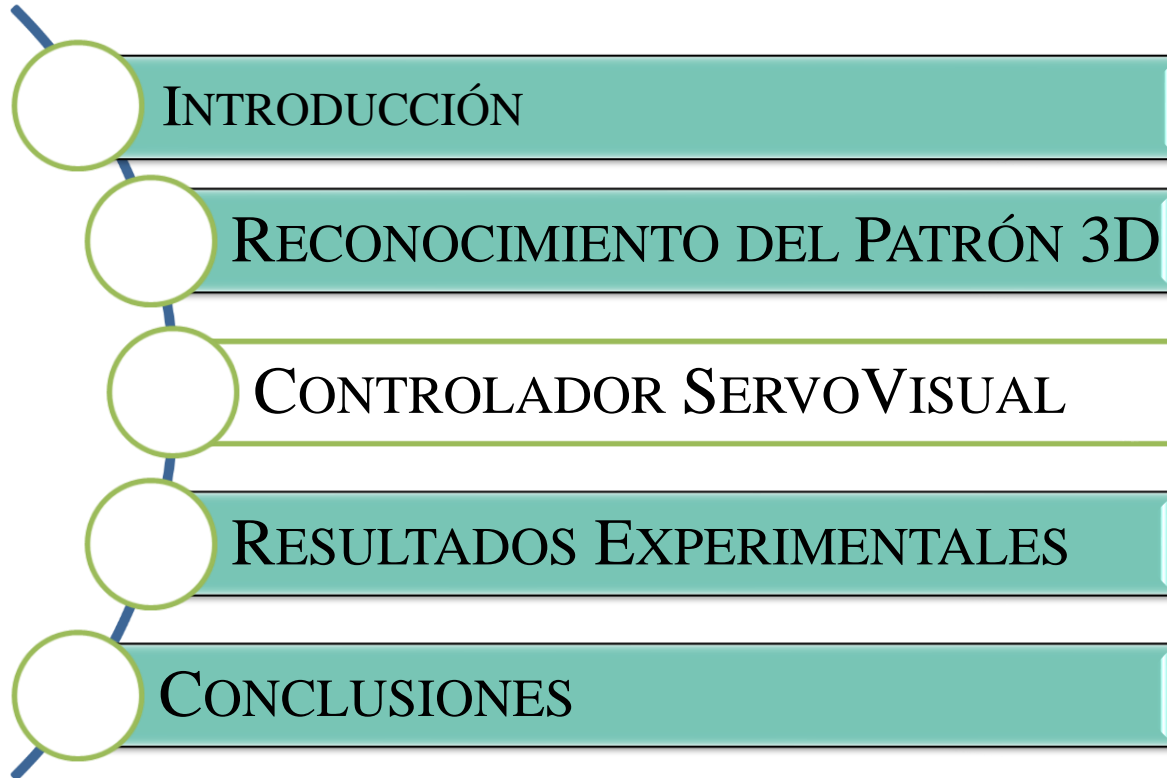 INTRODUCCIÓN
RECONOCIMIENTO DEL PATRÓN 3D
CONTROLADOR SERVOVISUAL
RESULTADOS EXPERIMENTALES
CONCLUSIONES